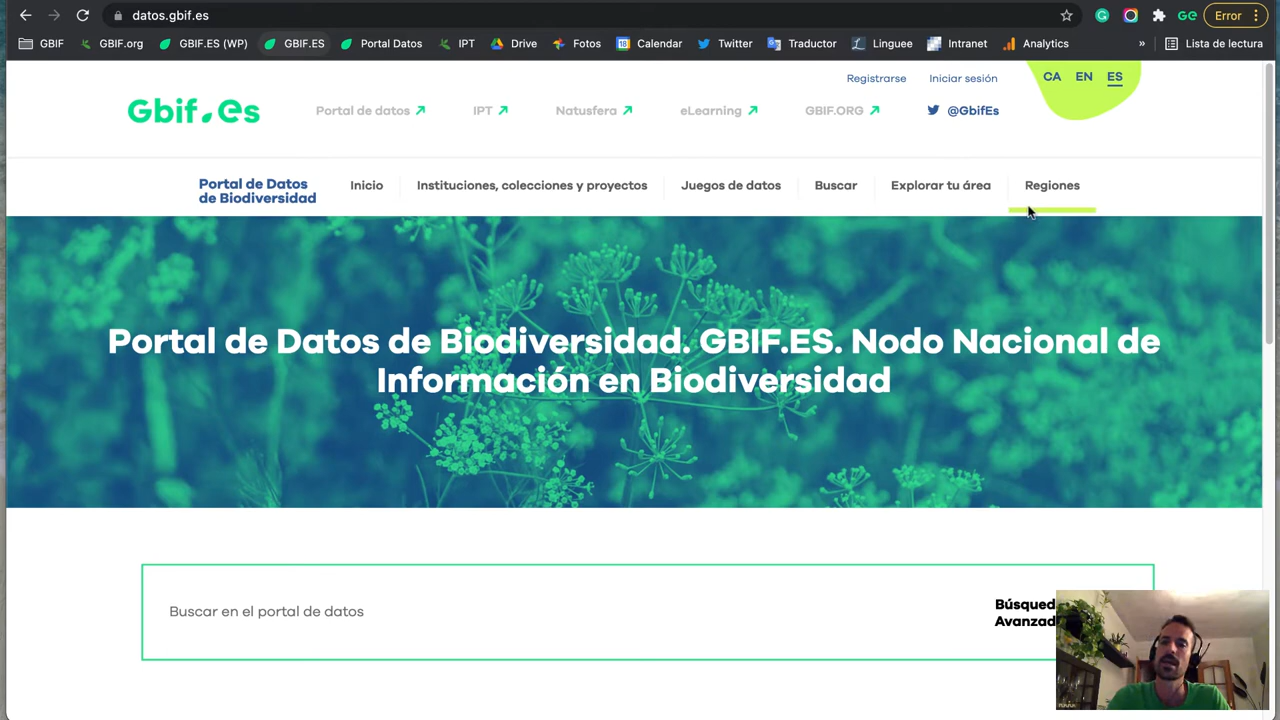 datos.gbif.es
Error
GBIF
GBIF.org
GBIF.ES (WP)
GBIF.ES
Portal Datos
IPT
Drive
Fotos
Calendar
Twitter
Traductor
Linguee
Intranet
Analytics
»
Lista de lectura
Registrarse
Iniciar sesión
CA
EN
ES
Gbif.es
Portal de datos
IPT
Natusfera
eLearning
GBIF.ORG
@GbifEs
Portal de Datos
de Biodiversidad
Inicio
Instituciones, colecciones y proyectos
Juegos de datos
Buscar
Explorar tu área
Regiones
Portal de Datos de Biodiversidad. GBIF.ES. Nodo Nacional de
Información en Biodiversidad
Buscar en el portal de datos
Búsqued
Avanzad